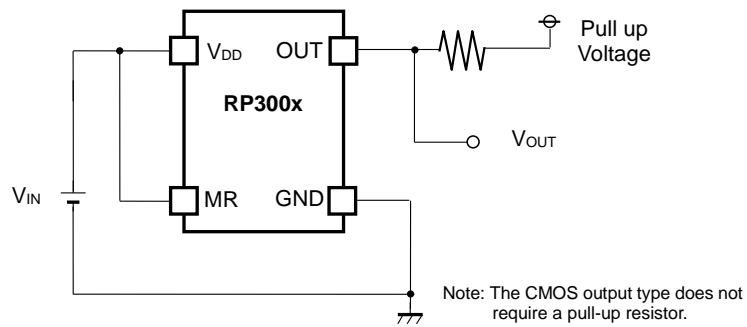 VDD
OUT
Pull up
Voltage
RP300x
VOUT
VIN
MR
GND
Note: The CMOS output type does not
require a pull-up resistor.